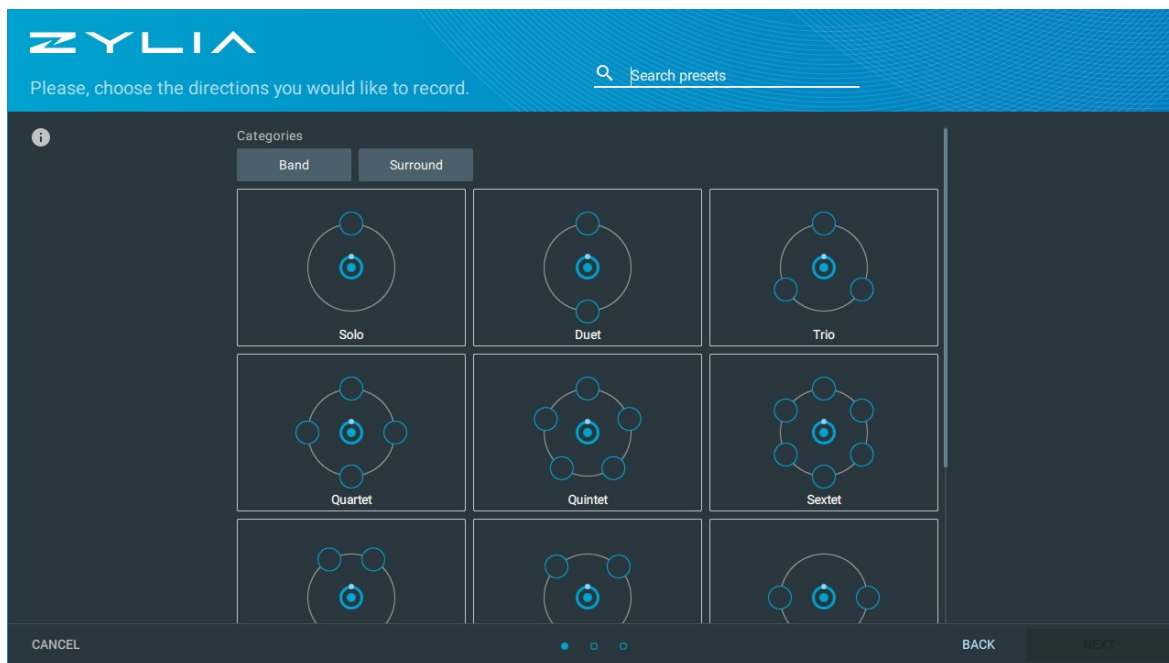 ZYLIA
Please, choose the directions you would like to record.
Search presets
Categories
Band Surround
Solo Duet Trio
Quartet Quintet Sextet
CANCEL BACK NEXT